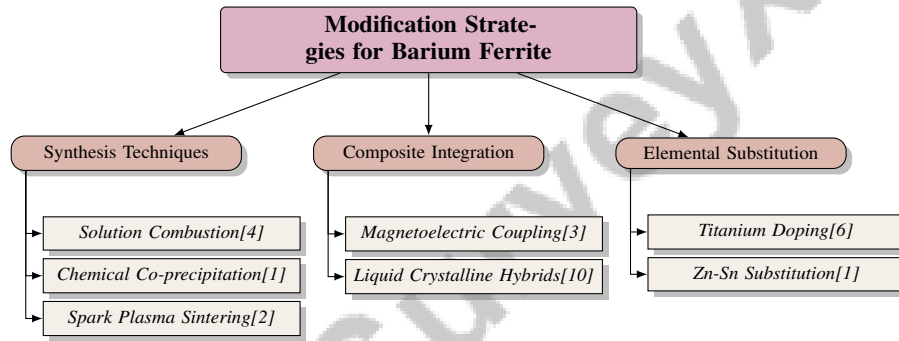 Modification Strate-
gies for Barium Ferrite
Synthesis Techniques
Composite Integration
Elemental Substitution
Solution Combustion[4]
Chemical Co-precipitation[1]
Spark Plasma Sintering[2]
Magnetoelectric Coupling[3]
Liquid Crystalline Hybrids[10]
Titanium Doping[6]
Zn-Sn Substitution[1]